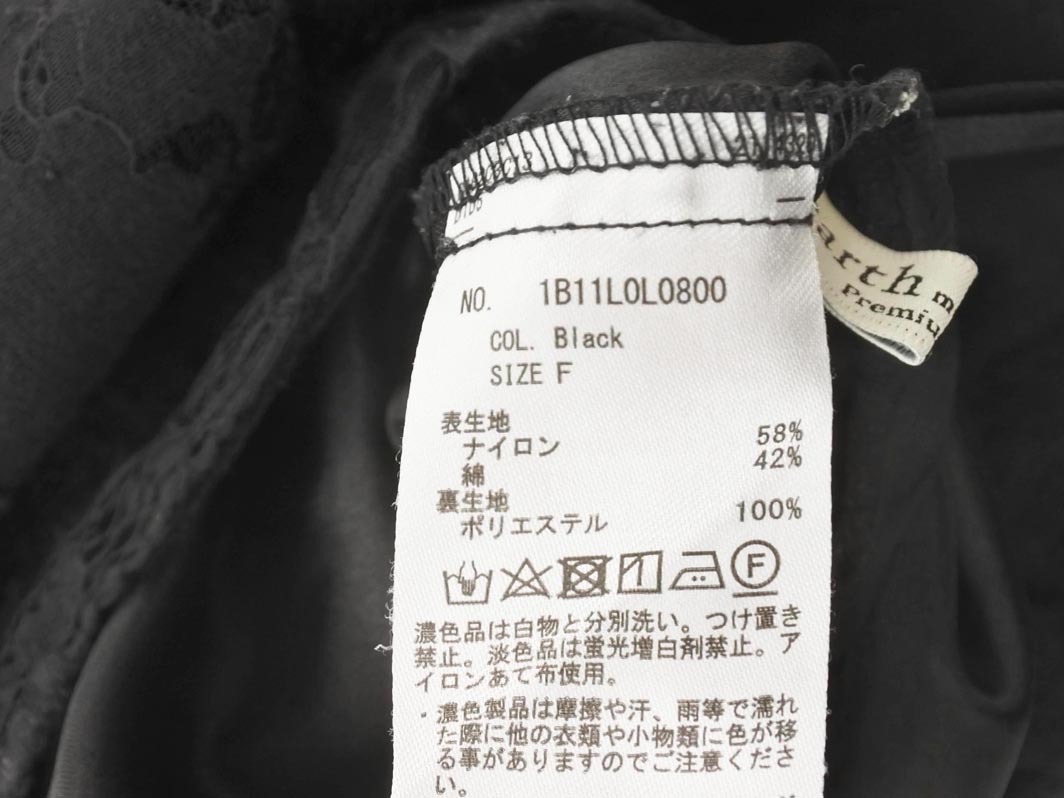 NO. 1B11L0L0800
COL. Black
SIZE F
表生地
ナイロン 58%
綿 42%
裏生地
ポリエステル 100%
F
濃色品は白物と分別洗い。つけ置き
禁止。淡色品は蛍光増白剤禁止。ア
イロンあて布使用。
・濃色製品は摩擦や汗、雨等で濡れ
た際に他の衣類や小物類に色が移
る事がありますのでご注意くださ
い。
arth m
Premiu